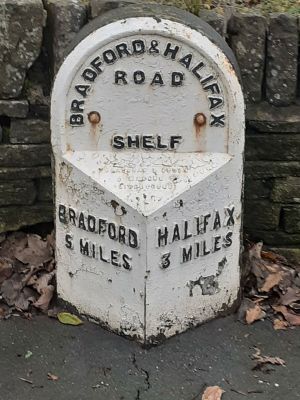 BRADFORD & HALIFAX
ROAD
SHELF
BRADFORD
5 MILES
HALIFAX
3 MILES